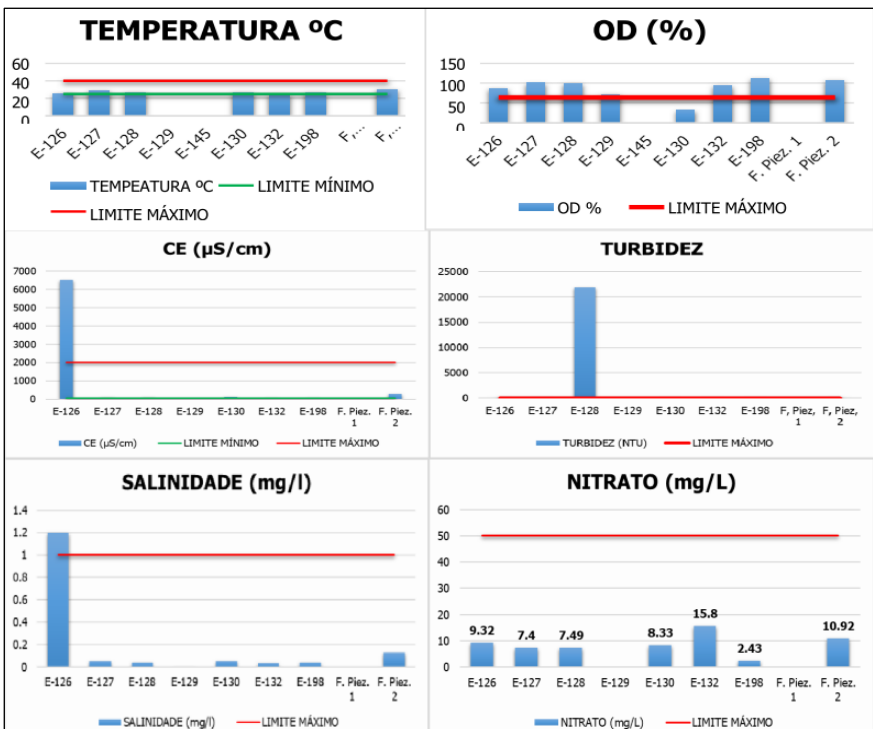 TEMPERATURA ºC
60
40
20
0
E-126 E-127 E-128 E-129 E-145 E-130 E-132 E-198 F,... F,...
TEMPEATURA ºC LIMITE MÍNIMO
LIMITE MÁXIMO
OD (%)
150
100
50
0
E-126 E-127 E-128 E-129 E-145 E-130 E-132 E-198 F. Piez. 1 F. Piez. 2
OD % LIMITE MÁXIMO
CE (µS/cm)
7000
6000
5000
4000
3000
2000
1000
0
E-126 E-127 E-128 E-129 E-130 E-132 E-198 F. Piez. F. Piez.
1 2
CE (µS/cm) LIMITE MÍNIMO LIMITE MÁXIMO
TURBIDEZ
25000
20000
15000
10000
5000
0
E-126 E-127 E-128 E-129 E-130 E-132 E-198 F, Piez, F, Piez,
1 2
TURBIDEZ (NTU) LIMITE MÁXIMO
SALINIDADE (mg/l)
1.4
1.2
1
0.8
0.6
0.4
0.2
0
E-126 E-127 E-128 E-129 E-130 E-132 E-198 F. Piez. F. Piez.
1 2
SALINIDADE (mg/l) LIMITE MÁXIMO
NITRATO (mg/L)
60
50
40
30
20
10
0
9.32 7.4 7.49 8.33 15.8 2.43 10.92
E-126 E-127 E-128 E-129 E-130 E-132 E-198 F. Piez. F. Piez.
1 2
NITRATO (mg/L) LIMITE MÁXIMO